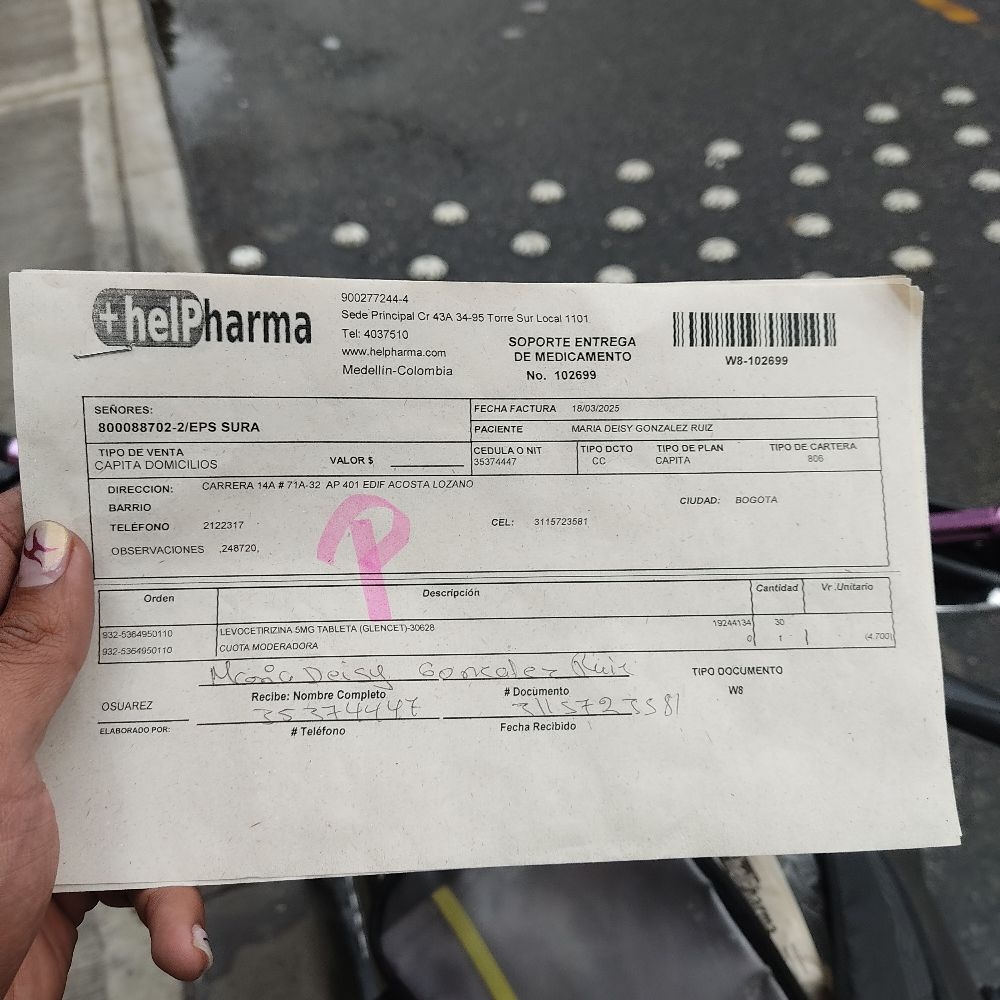 +helPharma
900277244-4
Sede Principal Cr 43A 34-95 Torre Sur Local 1101
Tel: 4037510
www.helpharma.com
Medellín-Colombia
SOPORTE ENTREGA
DE MEDICAMENTO
No. 102699
W8-102699
SEÑORES:
800088702-2/EPS SURA
FECHA FACTURA 18/03/2025
PACIENTE MARIA DEISY GONZALEZ RUIZ
TIPO DE VENTA
CAPITA DOMICILIOS
VALOR $
CEDULA O NIT
35374447
TIPO DCTO
CC
TIPO DE PLAN
CAPITA
TIPO DE CARTERA
806
DIRECCION: CARRERA 14A # 71A-32 AP 401 EDIF ACOSTA LOZANO
BARRIO
CIUDAD: BOGOTA
TELÉFONO 2122317
CEL: 3115723581
OBSERVACIONES ,248720,
P
Orden Descripción Cantidad Vr .Unitario
932-5364950110 LEVOCETIRIZINA 5MG TABLETA (GLENCET)-30628 19244134 30
932-5364950110 CUOTA MODERADORA 0 1 (4.700)
Maria Deisy Gonzalez Ruiz
Recibe: Nombre Completo # Documento
TIPO DOCUMENTO
W8
OSUAREZ
35374447 3115723581
ELABORADO POR: # Teléfono Fecha Recibido